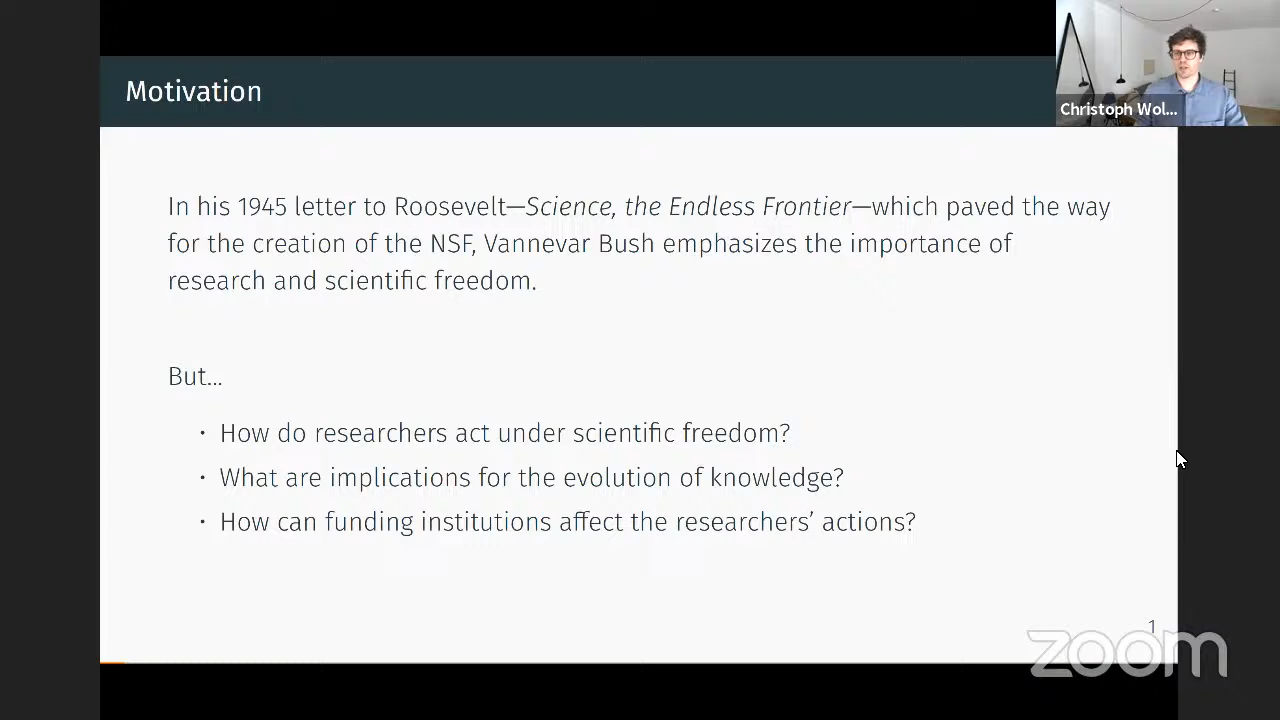 Motivation
Christoph Wol...
In his 1945 letter to Roosevelt—Science, the Endless Frontier—which paved the way
for the creation of the NSF, Vannevar Bush emphasizes the importance of
research and scientific freedom.
But...
· How do researchers act under scientific freedom?
· What are implications for the evolution of knowledge?
· How can funding institutions affect the researchers’ actions?
1
zoom